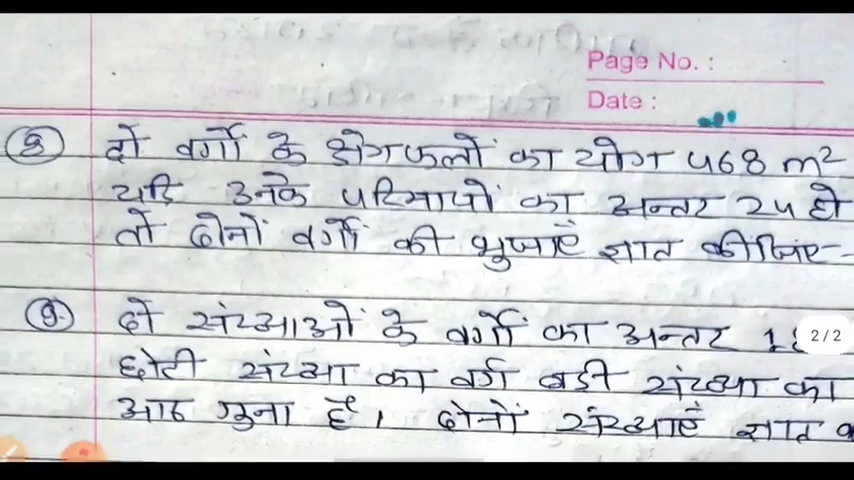 Page No. :
Date :
8 दो वर्गों के क्षेत्रफलों का योग 468 m²
यदि उनके परिमापों का अन्तर 24 हो
तो दोनों वर्गों की भुजाएँ ज्ञात कीजिए-
9. दो संख्याओं के वर्गों का अन्तर
2/2
छोटी संख्या का वर्ग बड़ी संख्या का
आठ गुना है, दोनों संख्याएँ ज्ञात